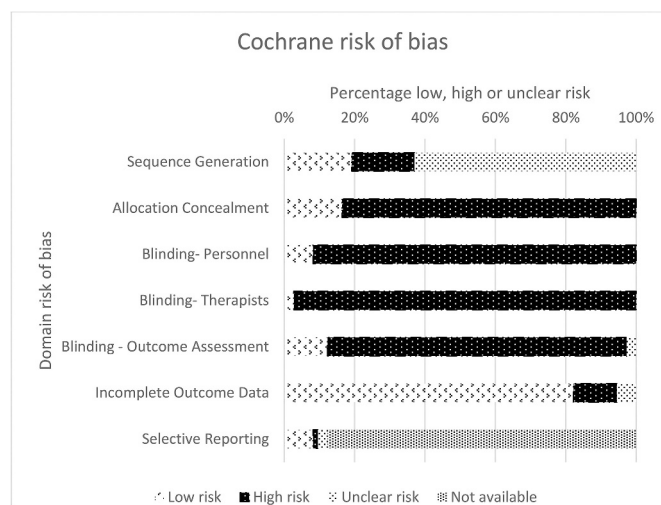 Cochrane risk of bias
Percentage low, high or unclear risk
0% 20% 40% 60% 80% 100%
Domain risk of bias
Sequence Generation
Allocation Concealment
Blinding- Personnel
Blinding- Therapists
Blinding - Outcome Assessment
Incomplete Outcome Data
Selective Reporting
Low risk High risk Unclear risk Not available